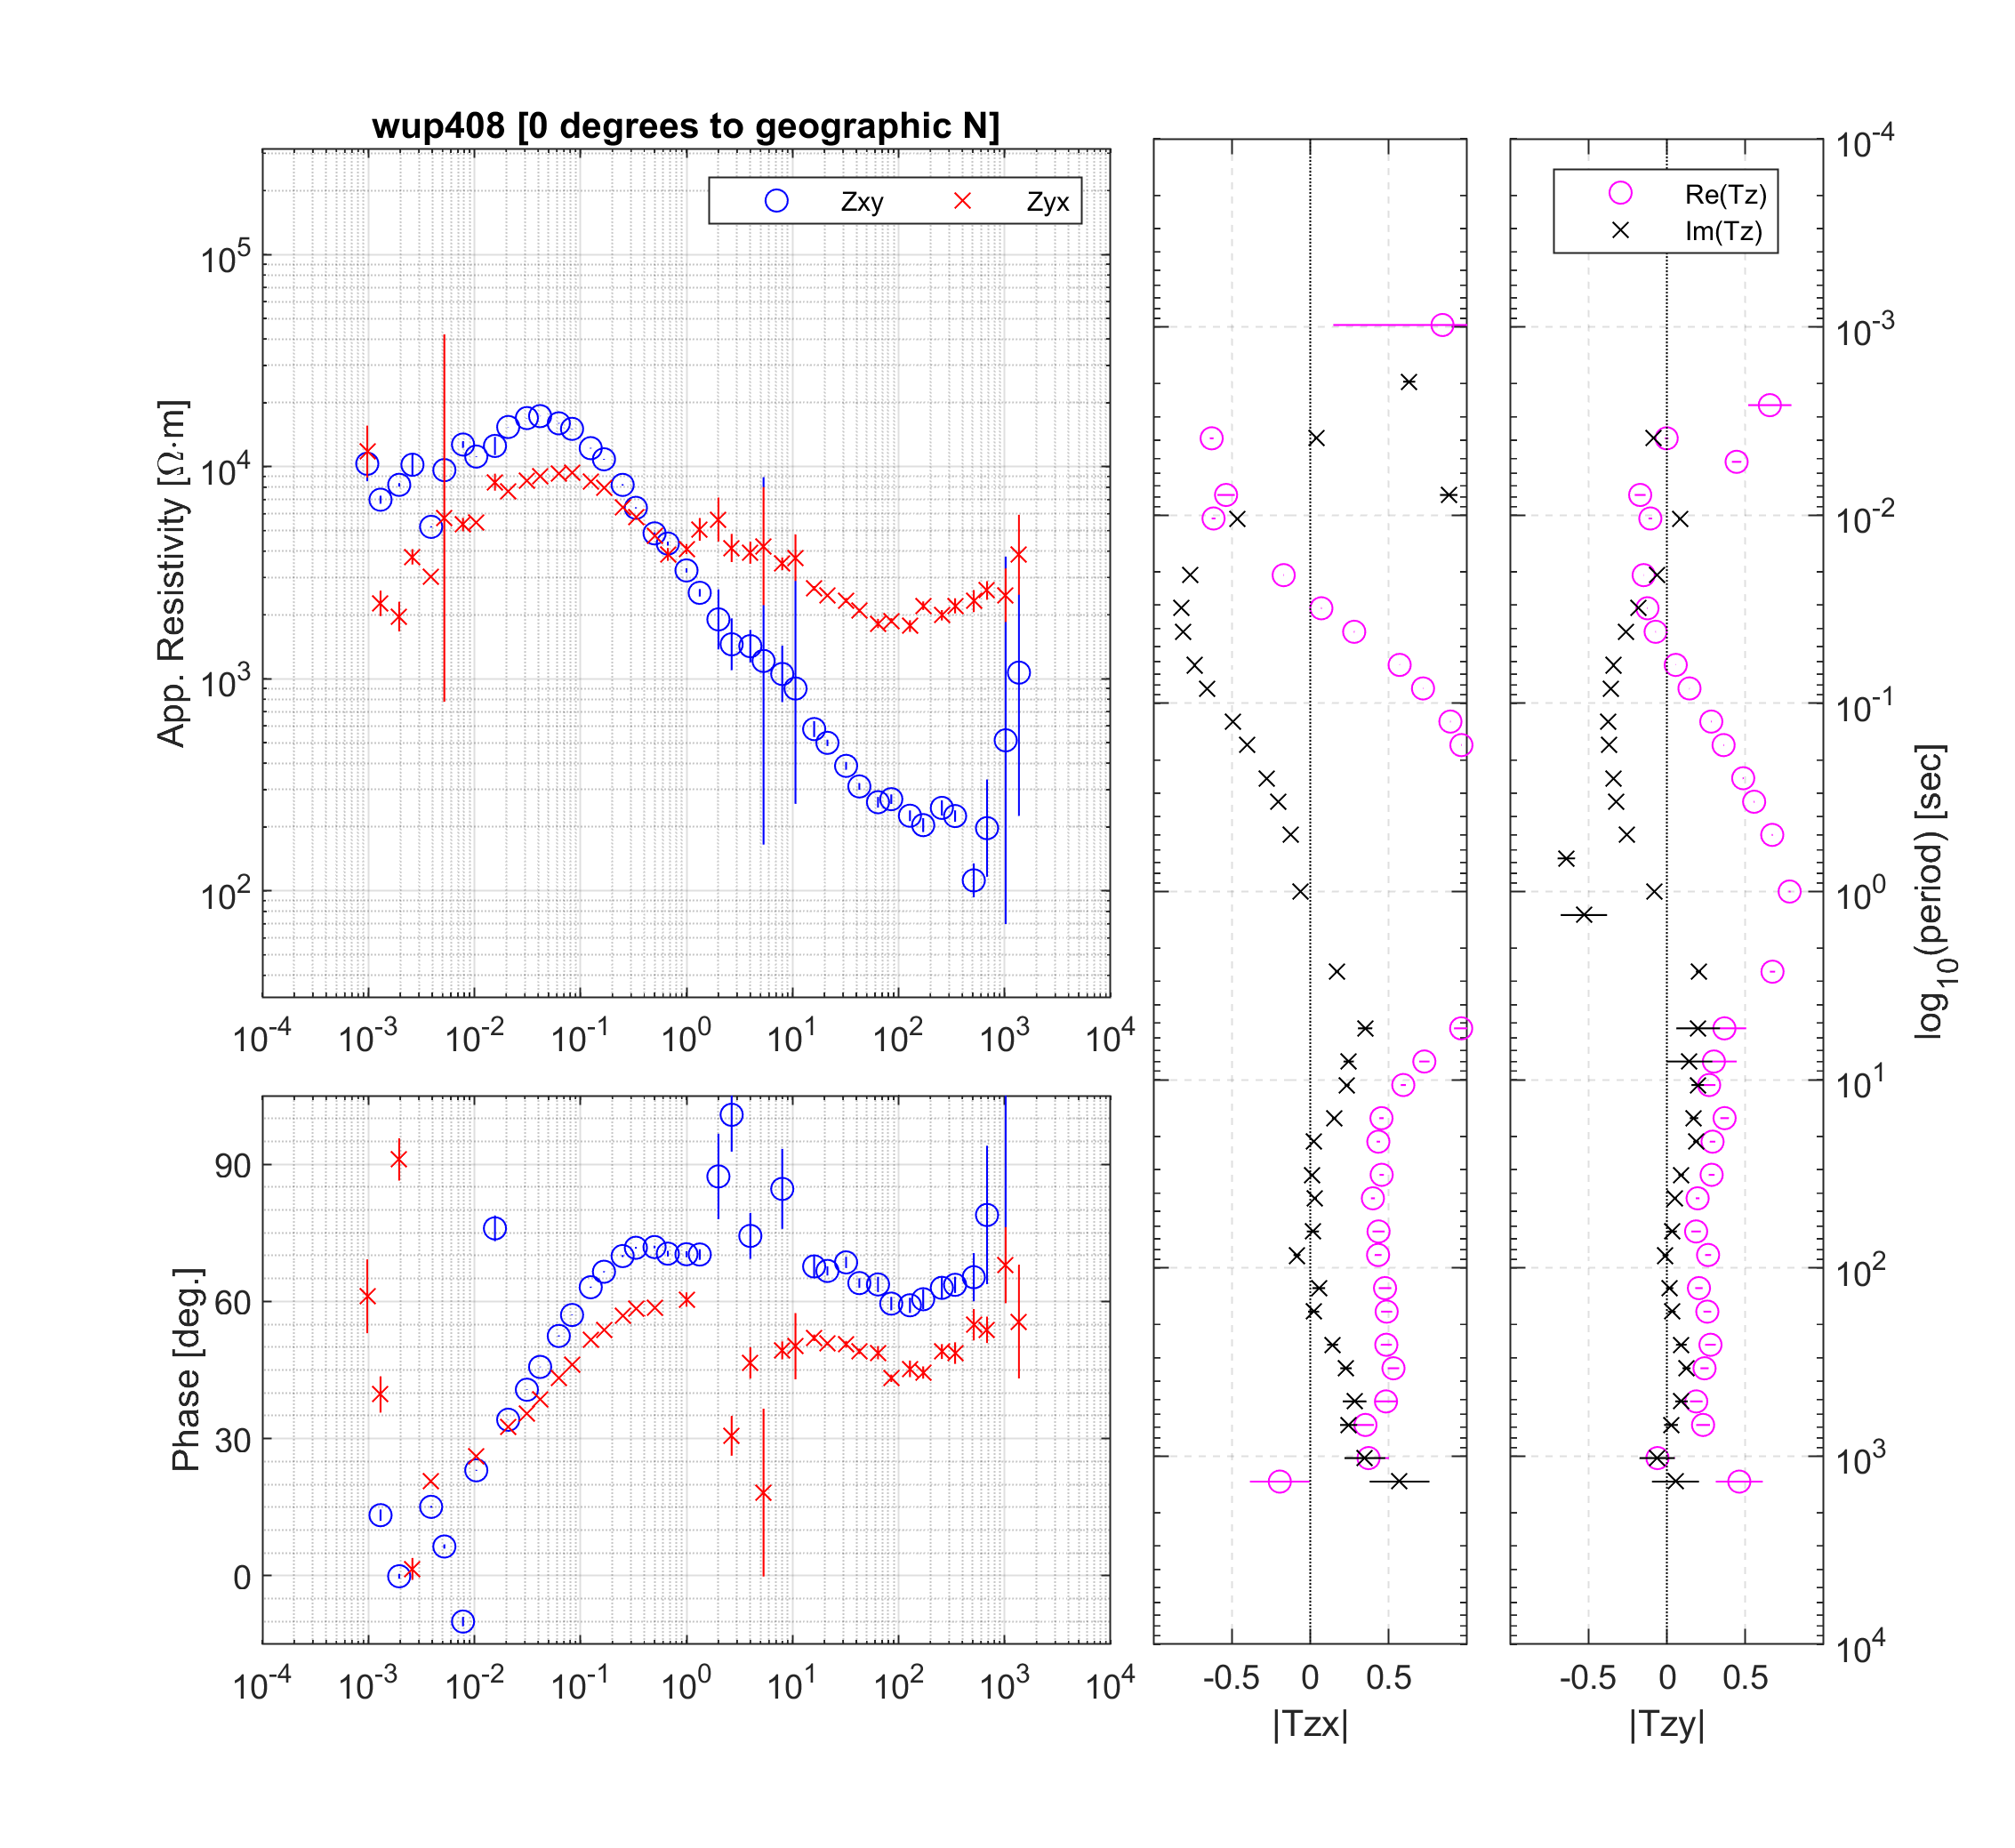 wup408 [0 degrees to geographic N]
Zxy Zyx
App. Resistivity [Ω·m]
10^5
10^4
10^3
10^2
10^-4 10^-3 10^-2 10^-1 10^0 10^1 10^2 10^3 10^4
Phase [deg.]
90
60
30
0
10^-4 10^-3 10^-2 10^-1 10^0 10^1 10^2 10^3 10^4
-0.5 0 0.5
|Tzx|
Re(Tz)
Im(Tz)
-0.5 0 0.5
|Tzy|
10^-4
10^-3
10^-2
10^-1
10^0
10^1
10^2
10^3
10^4
log10(period) [sec]